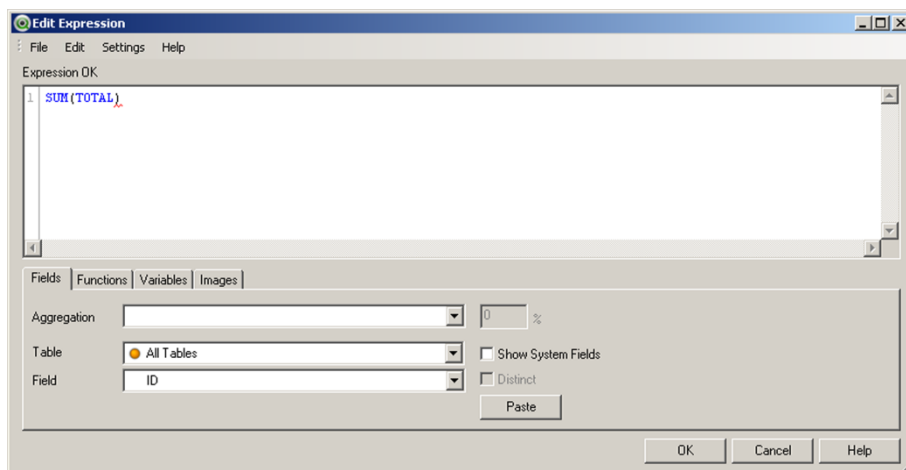 Edit Expression
File Edit Settings Help
Expression OK
1 SUM(TOTAL)
Fields Functions Variables Images
Aggregation 0 %
Table All Tables Show System Fields
Field ID Distinct
Paste
OK Cancel Help